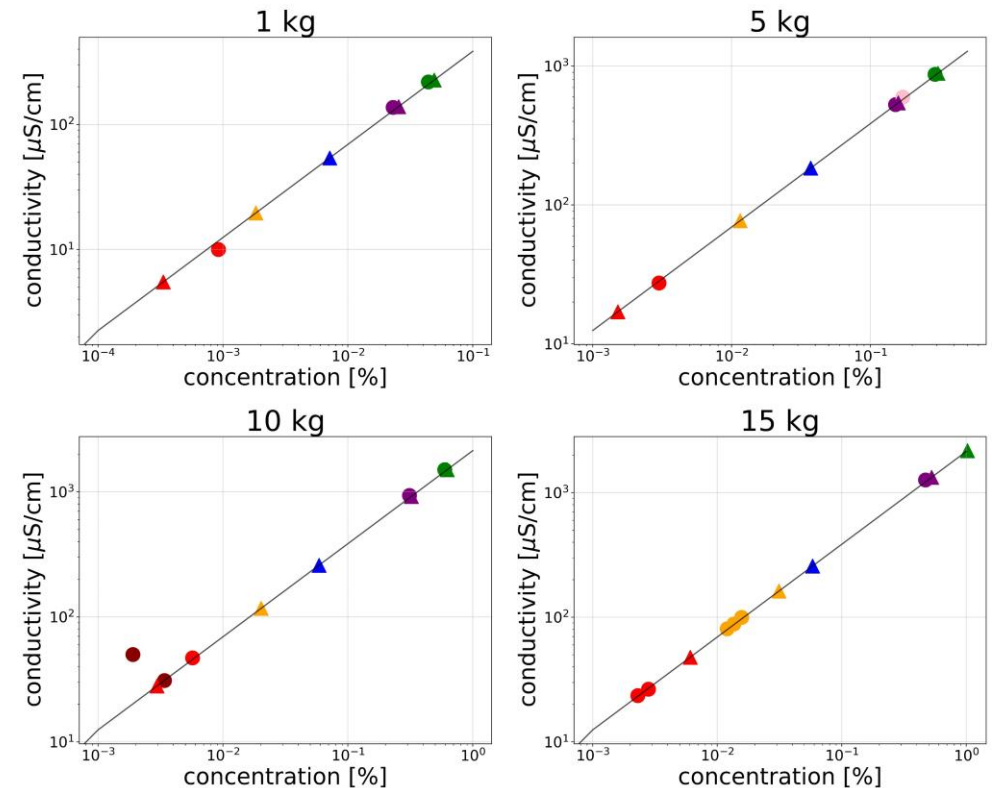 1 kg
conductivity [μS/cm]
10²
10¹
10⁻⁴ 10⁻³ 10⁻² 10⁻¹
concentration [%]
5 kg
conductivity [μS/cm]
10³
10²
10¹
10⁻³ 10⁻² 10⁻¹
concentration [%]
10 kg
conductivity [μS/cm]
10³
10²
10¹
10⁻³ 10⁻² 10⁻¹ 10⁰
concentration [%]
15 kg
conductivity [μS/cm]
10³
10²
10¹
10⁻³ 10⁻² 10⁻¹ 10⁰
concentration [%]